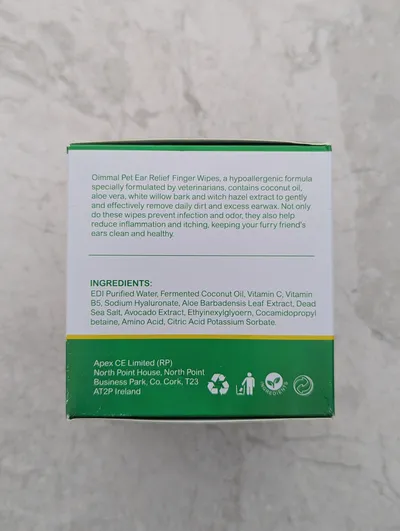 Oimmal Pet Ear Relief Finger Wipes, a hypoallergenic formula
specially formulated by veterinarians, contains coconut oil,
aloe vera, white willow bark and witch hazel extract to gently
and effectively remove daily dirt and excess earwax. Not only
do these wipes prevent infection and odor, they also help
reduce inflammation and itching, keeping your furry friend's
ears clean and healthy.
INGREDIENTS:
EDI Purified Water, Fermented Coconut Oil, Vitamin C, Vitamin
B5, Sodium Hyaluronate, Aloe Barbadensis Leaf Extract, Dead
Sea Salt, Avocado Extract, Ethyinexylglyoern, Cocamidopropyl
betaine, Amino Acid, Citric Acid Potassium Sorbate.
Apex CE Limited (RP)
North Point House, North Point
Business Park, Co. Cork, T23
AT2P Ireland
INGREDIENTS